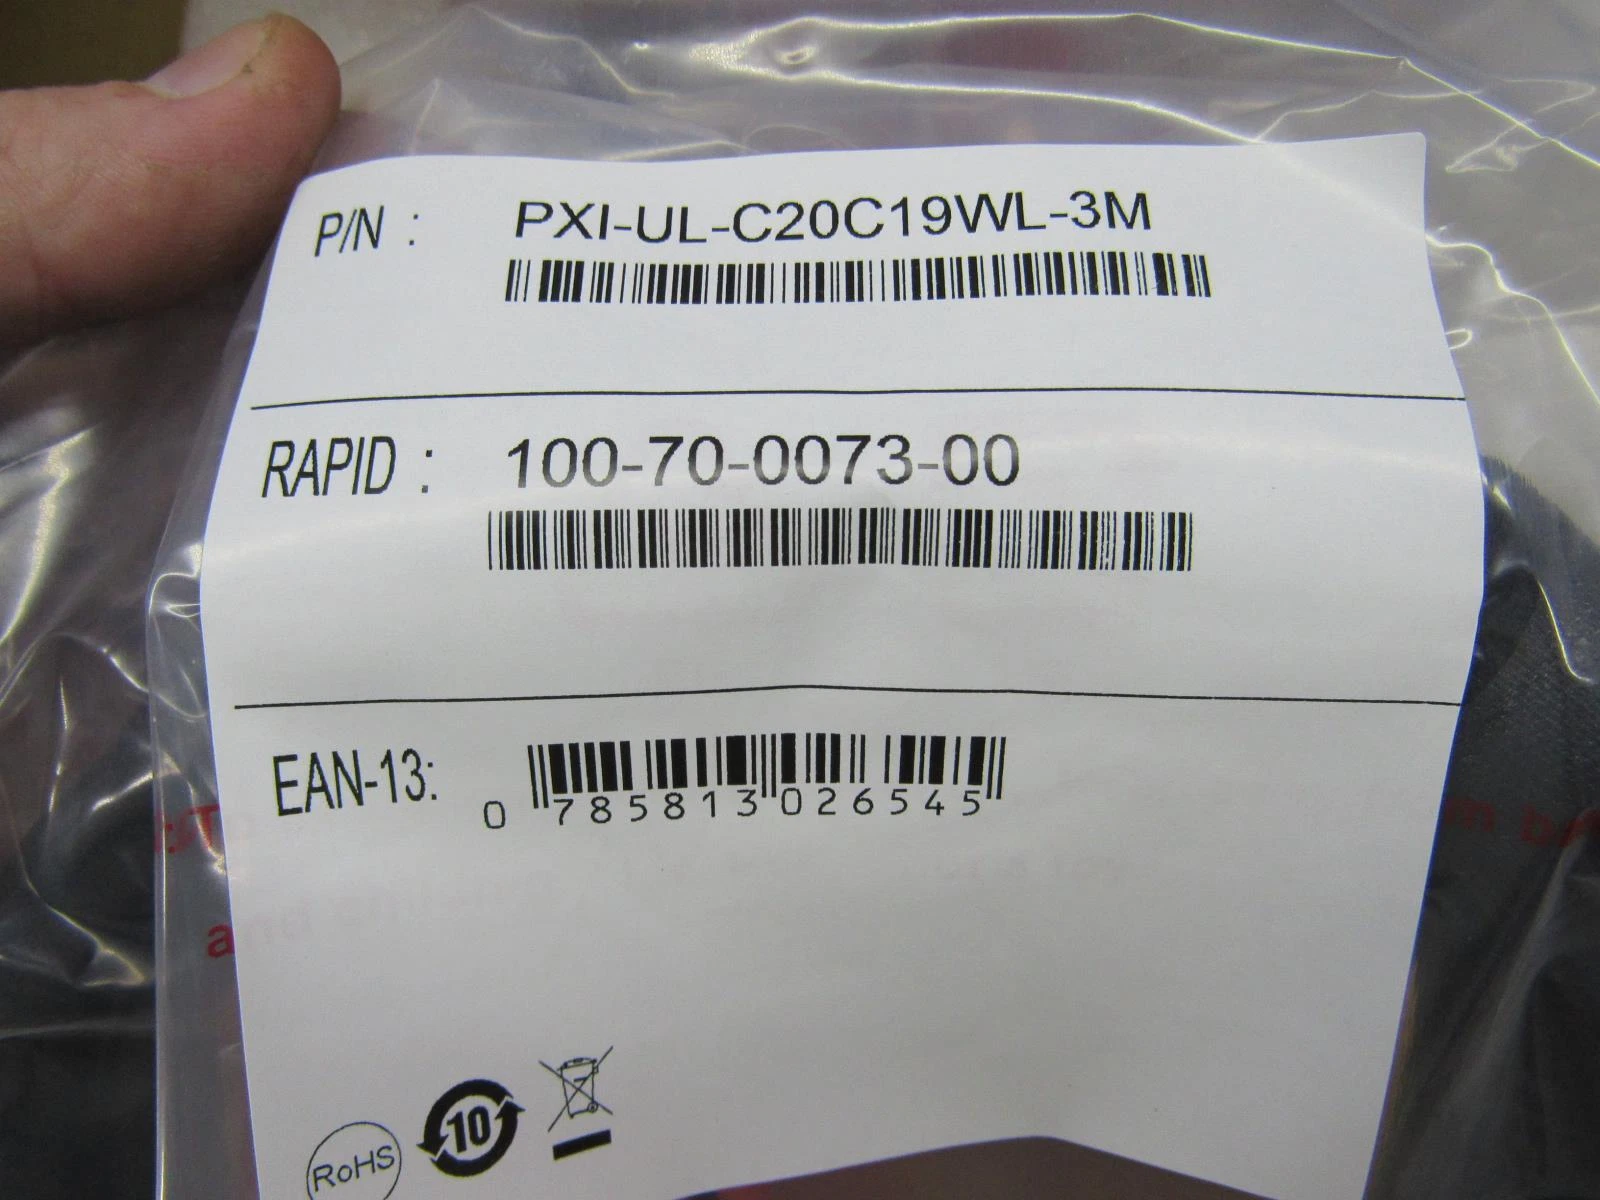 P/N : PXI-UL-C20C19WL-3M
RAPID : 100-70-0073-00
EAN-13:
0 785813 026545
RoHS
10